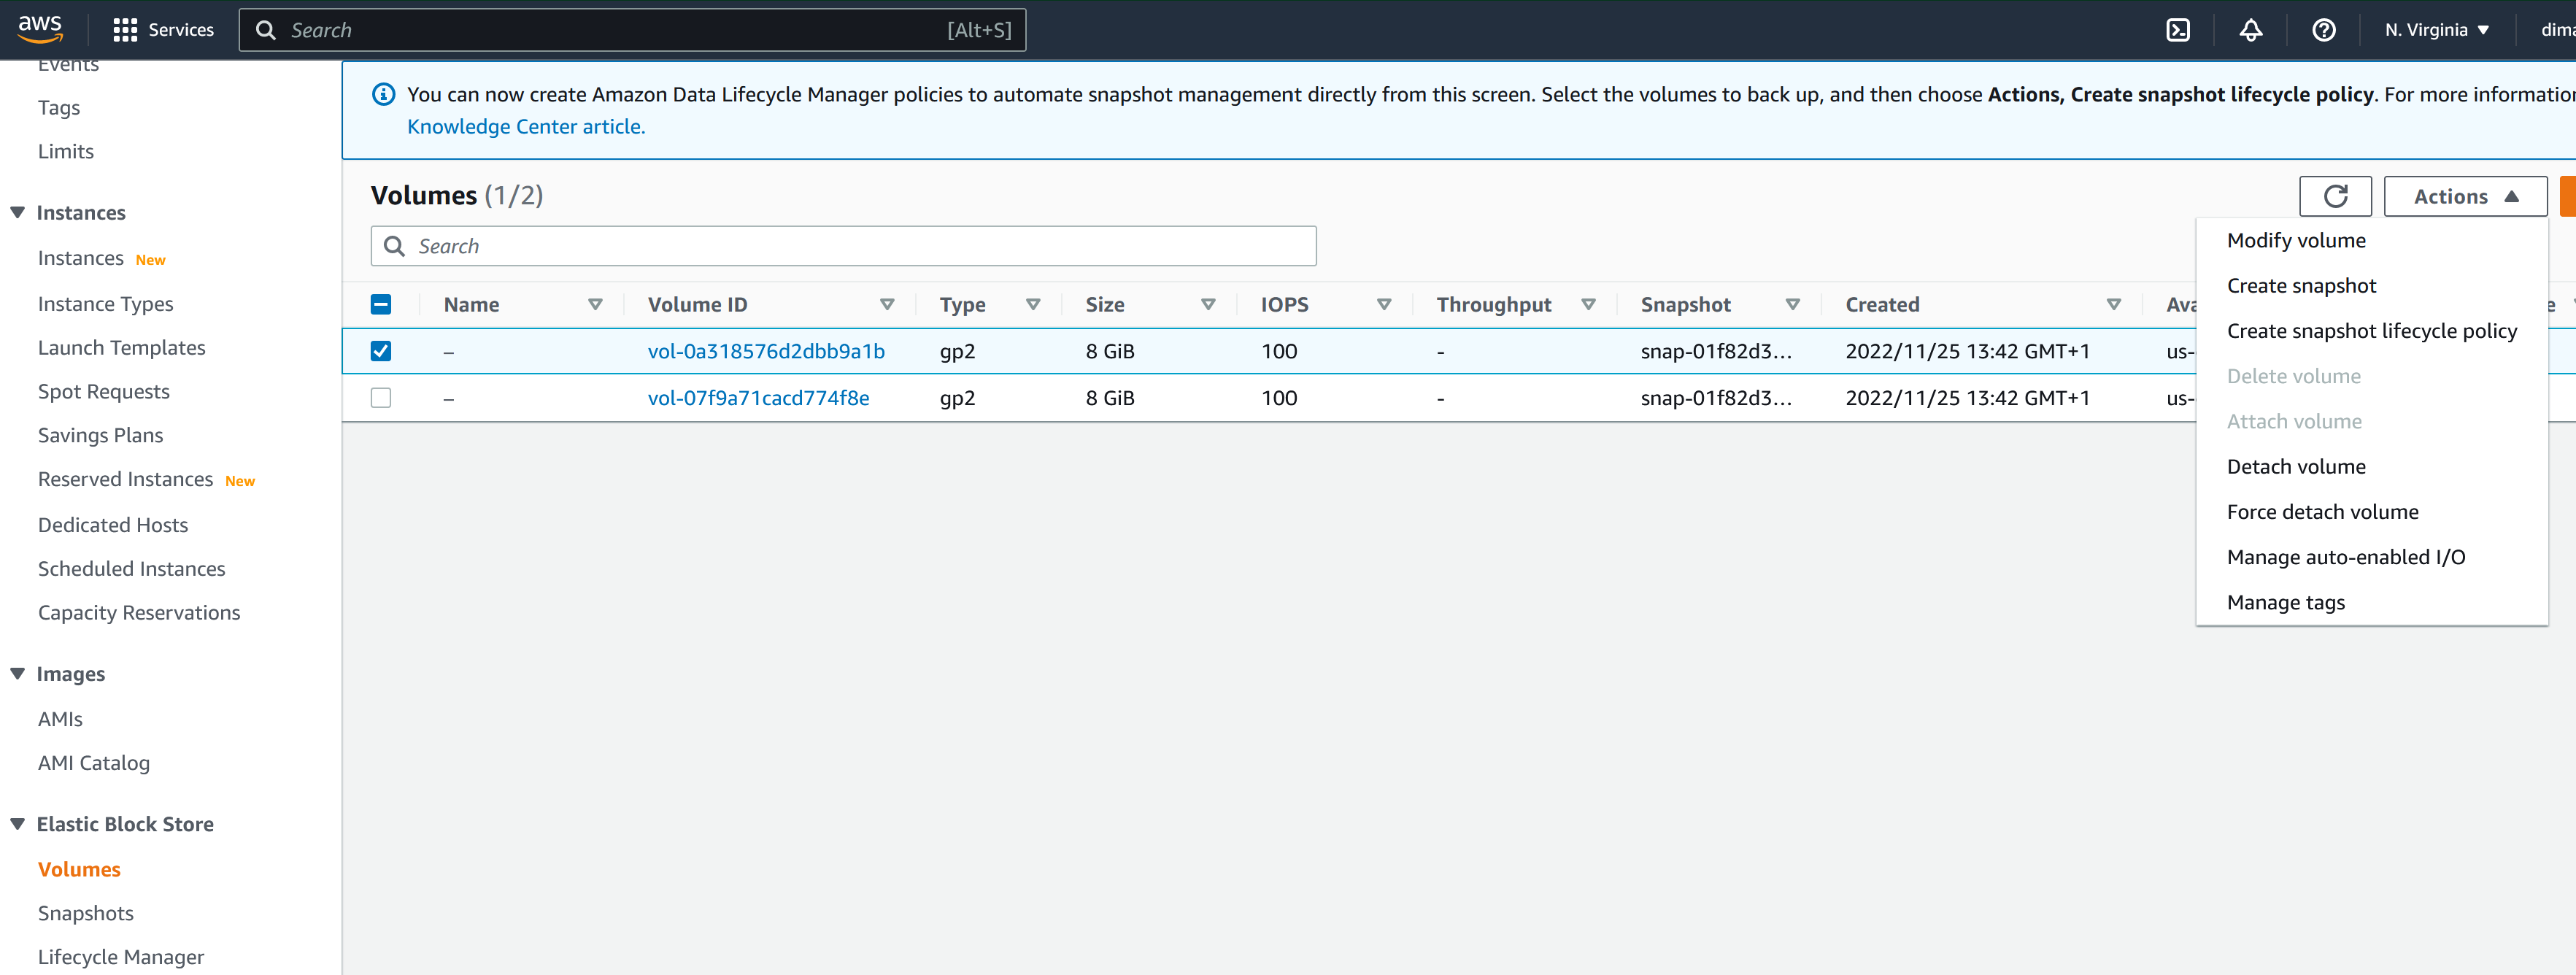 aws Services Search [Alt+S] N. Virginia
Events
Tags
Limits
Instances
Instances New
Instance Types
Launch Templates
Spot Requests
Savings Plans
Reserved Instances New
Dedicated Hosts
Scheduled Instances
Capacity Reservations
Images
AMIs
AMI Catalog
Elastic Block Store
Volumes
Snapshots
Lifecycle Manager
You can now create Amazon Data Lifecycle Manager policies to automate snapshot management directly from this screen. Select the volumes to back up, and then choose Actions, Create snapshot lifecycle policy. For more
Knowledge Center article.
Volumes (1/2)
Actions
Search
Name Volume ID Type Size IOPS Throughput Snapshot Created
– vol-0a318576d2dbb9a1b gp2 8 GiB 100 - snap-01f82d3... 2022/11/25 13:42 GMT+1 us-
– vol-07f9a71cacd774f8e gp2 8 GiB 100 - snap-01f82d3... 2022/11/25 13:42 GMT+1 us-
Modify volume
Create snapshot
Create snapshot lifecycle policy
Delete volume
Attach volume
Detach volume
Force detach volume
Manage auto-enabled I/O
Manage tags